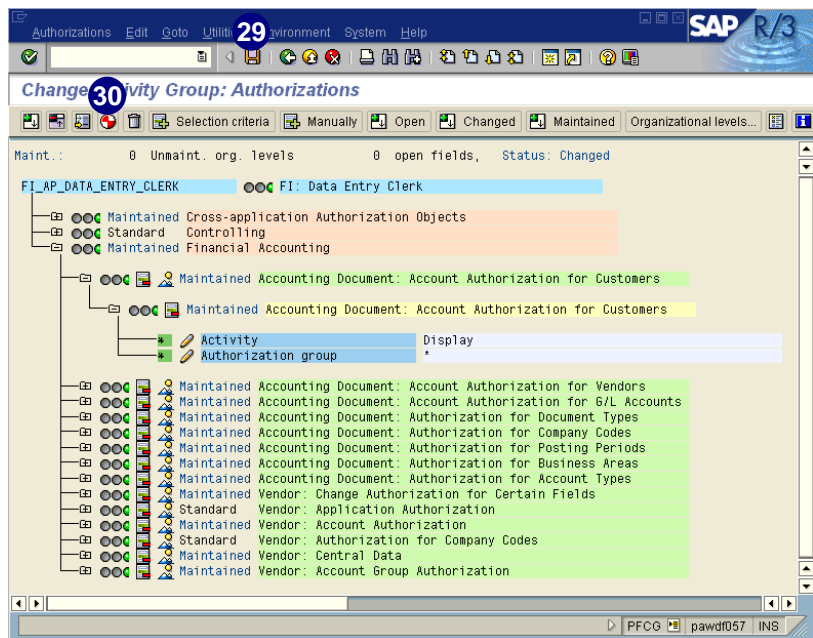 Authorizations Edit Goto Utiliti 29 vironment System Help
SAP R/3
Change 30 ivity Group: Authorizations
Selection criteria Manually Open Changed Maintained Organizational levels...
Maint.: 0 Unmaint. org. levels 0 open fields, Status: Changed
FI_AP_DATA_ENTRY_CLERK FI: Data Entry Clerk
Maintained Cross-application Authorization Objects
Standard Controlling
Maintained Financial Accounting
Maintained Accounting Document: Account Authorization for Customers
Maintained Accounting Document: Account Authorization for Customers
* Activity Display
* Authorization group *
Maintained Accounting Document: Account Authorization for Vendors
Maintained Accounting Document: Account Authorization for G/L Accounts
Maintained Accounting Document: Authorization for Document Types
Maintained Accounting Document: Authorization for Company Codes
Maintained Accounting Document: Authorization for Posting Periods
Maintained Accounting Document: Authorization for Business Areas
Maintained Accounting Document: Authorization for Account Types
Maintained Vendor: Change Authorization for Certain Fields
Standard Vendor: Application Authorization
Maintained Vendor: Account Authorization
Standard Vendor: Authorization for Company Codes
Maintained Vendor: Central Data
Maintained Vendor: Account Group Authorization
PFCG pawdf057 INS